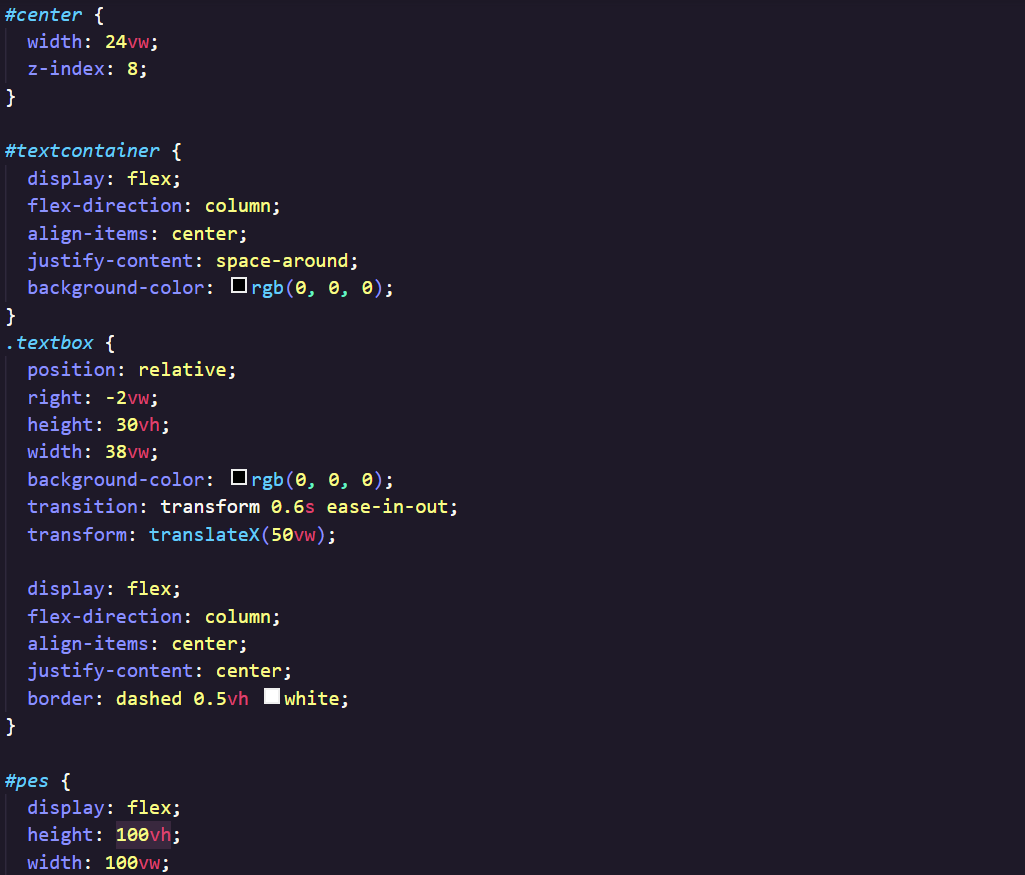 #center {
  width: 24vw;
  z-index: 8;
}

#textcontainer {
  display: flex;
  flex-direction: column;
  align-items: center;
  justify-content: space-around;
  background-color: rgb(0, 0, 0);
}
.textbox {
  position: relative;
  right: -2vw;
  height: 30vh;
  width: 38vw;
  background-color: rgb(0, 0, 0);
  transition: transform 0.6s ease-in-out;
  transform: translateX(50vw);

  display: flex;
  flex-direction: column;
  align-items: center;
  justify-content: center;
  border: dashed 0.5vh white;
}

#pes {
  display: flex;
  height: 100vh;
  width: 100vw;